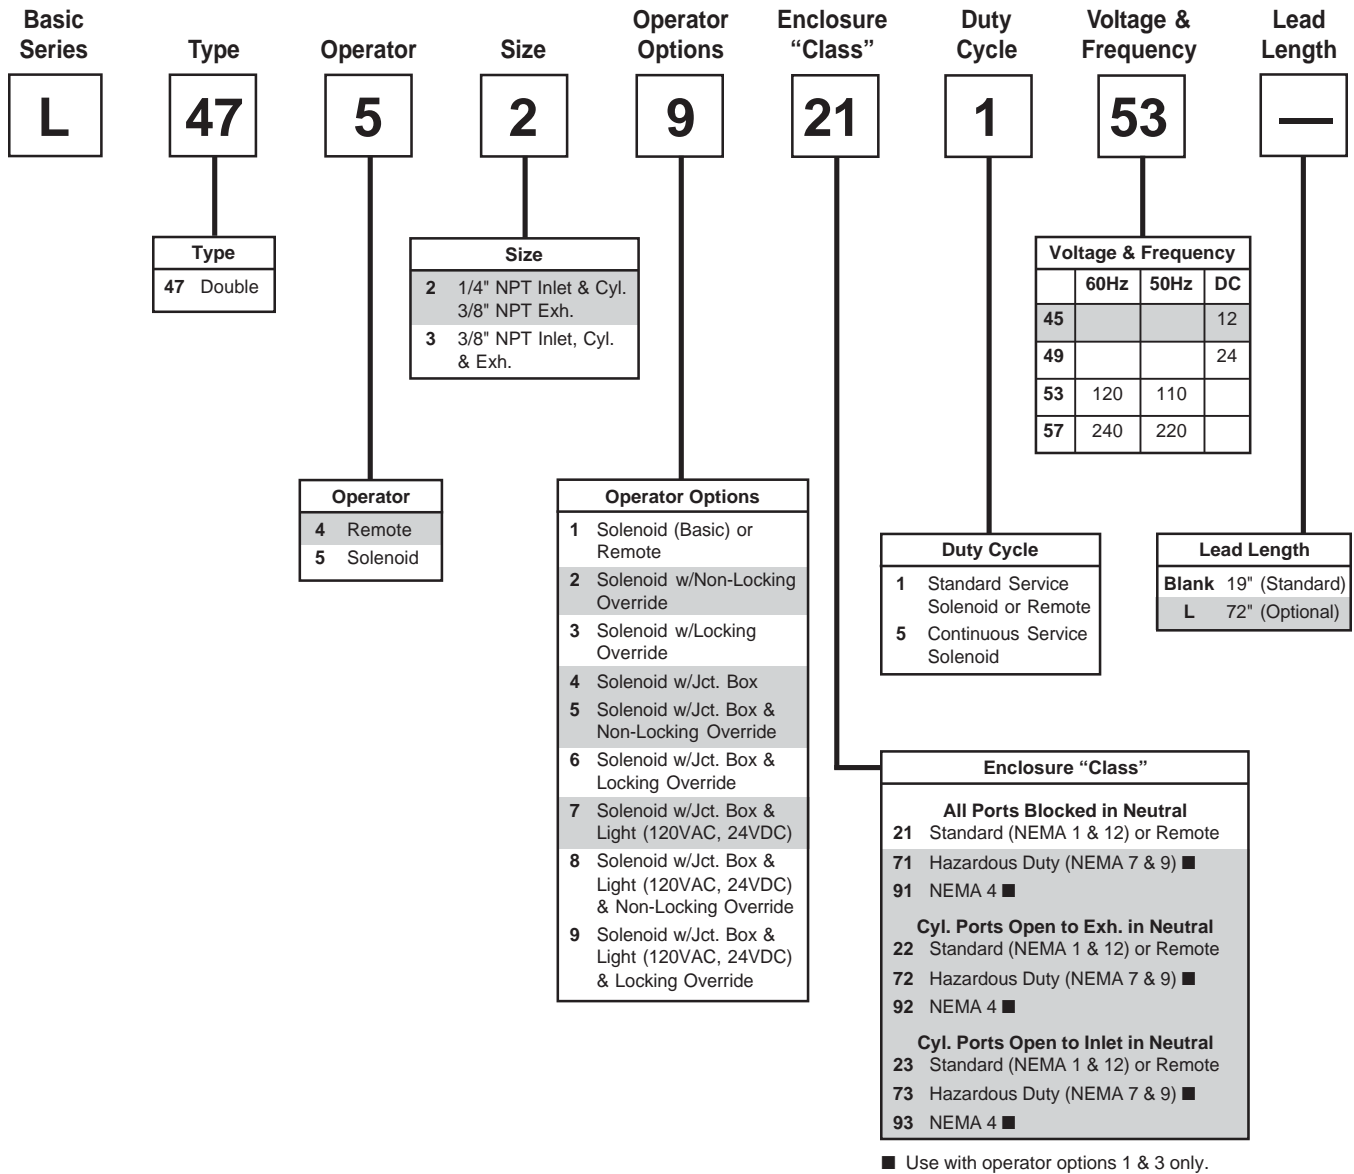 Basic Series
Type
Operator
Size
Operator Options
Enclosure “Class”
Duty Cycle
Voltage & Frequency
Lead Length
L
47
5
2
9
21
1
53
—
Type
47 Double
Size
2 1/4" NPT Inlet & Cyl.
3/8" NPT Exh.
3 3/8" NPT Inlet, Cyl.
& Exh.
Voltage & Frequency
60Hz 50Hz DC
45 12
49 24
53 120 110
57 240 220
Operator
4 Remote
5 Solenoid
Operator Options
1 Solenoid (Basic) or
Remote
2 Solenoid w/Non-Locking
Override
3 Solenoid w/Locking
Override
4 Solenoid w/Jct. Box
5 Solenoid w/Jct. Box &
Non-Locking Override
6 Solenoid w/Jct. Box &
Locking Override
7 Solenoid w/Jct. Box &
Light (120VAC, 24VDC)
8 Solenoid w/Jct. Box &
Light (120VAC, 24VDC)
& Non-Locking Override
9 Solenoid w/Jct. Box &
Light (120VAC, 24VDC)
& Locking Override
Duty Cycle
1 Standard Service
Solenoid or Remote
5 Continuous Service
Solenoid
Lead Length
Blank 19" (Standard)
L 72" (Optional)
Enclosure “Class”
All Ports Blocked in Neutral
21 Standard (NEMA 1 & 12) or Remote
71 Hazardous Duty (NEMA 7 & 9) ■
91 NEMA 4 ■
Cyl. Ports Open to Exh. in Neutral
22 Standard (NEMA 1 & 12) or Remote
72 Hazardous Duty (NEMA 7 & 9) ■
92 NEMA 4 ■
Cyl. Ports Open to Inlet in Neutral
23 Standard (NEMA 1 & 12) or Remote
73 Hazardous Duty (NEMA 7 & 9) ■
93 NEMA 4 ■
■ Use with operator options 1 & 3 only.